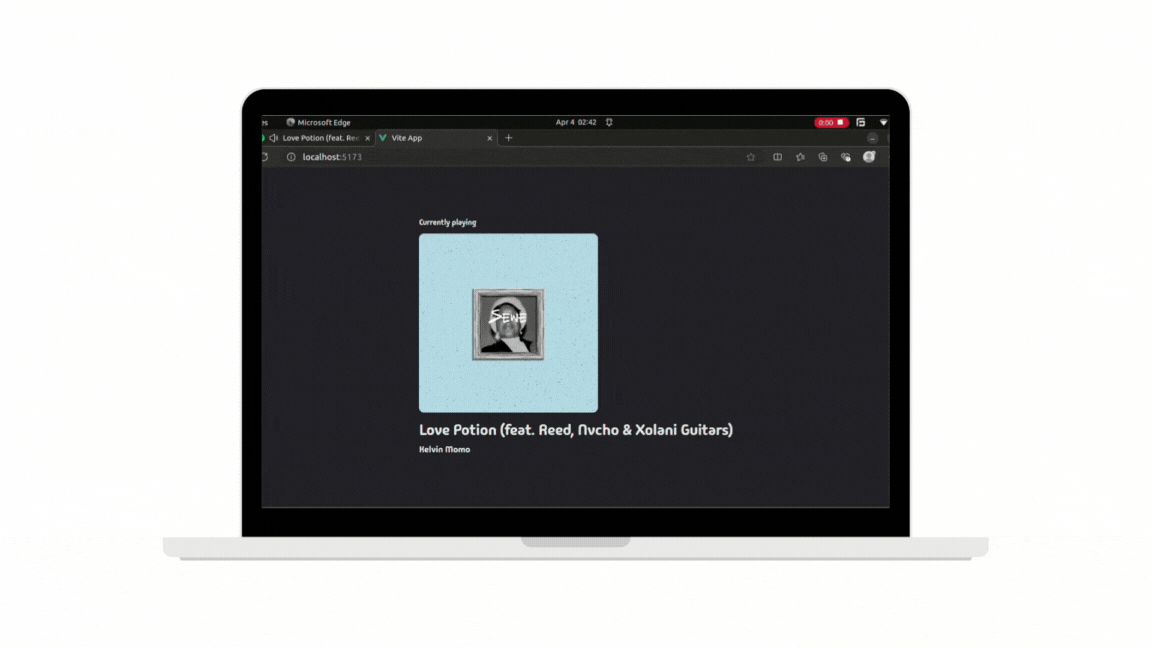 es Microsoft Edge Apr 4 02:42 0:00
Love Potion (feat. Ree Vite App
localhost:5173
Currently playing
SEWE
Love Potion (feat. Reed, Nvcho & Xolani Guitars)
Kelvin Momo